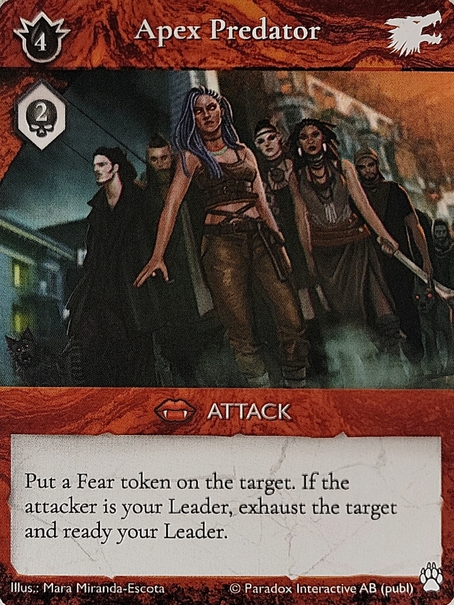 4
Apex Predator
2
ATTACK
Put a Fear token on the target. If the
attacker is your Leader, exhaust the target
and ready your Leader.
Illus.: Mara Miranda-Escota
© Paradox Interactive AB (publ)